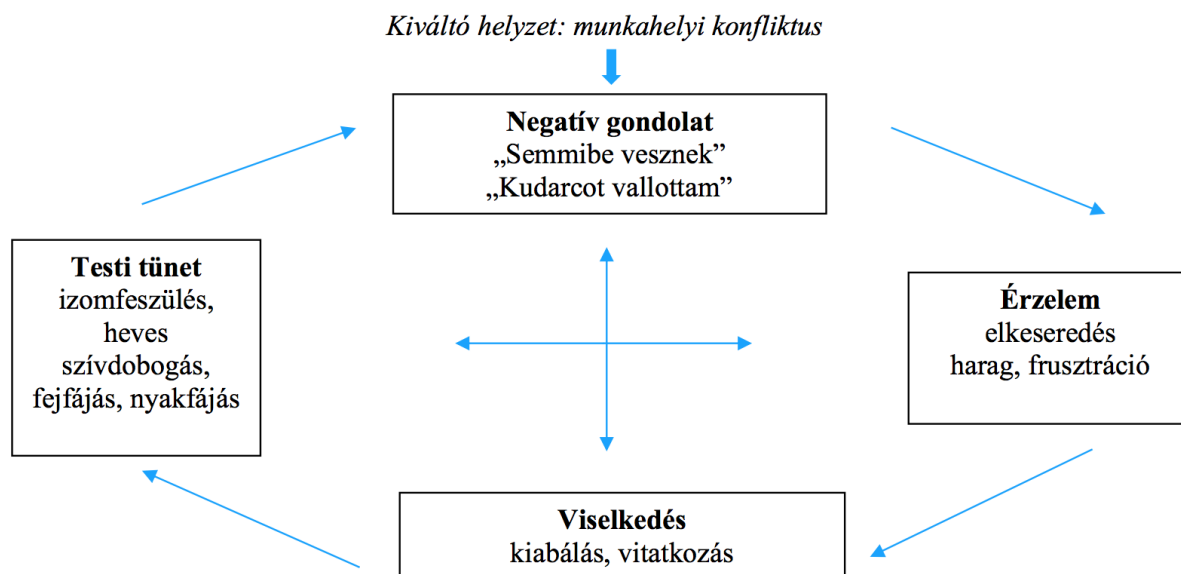 Kiváltó helyzet: munkahelyi konfliktus
Negatív gondolat
„Semmibe vesznek”
„Kudarcot vallottam”
Testi tünet
izomfeszülés,
heves
szívdobogás,
fejfájás, nyakfájás
Érzelem
elkeseredés
harag, frusztráció
Viselkedés
kiabálás, vitatkozás